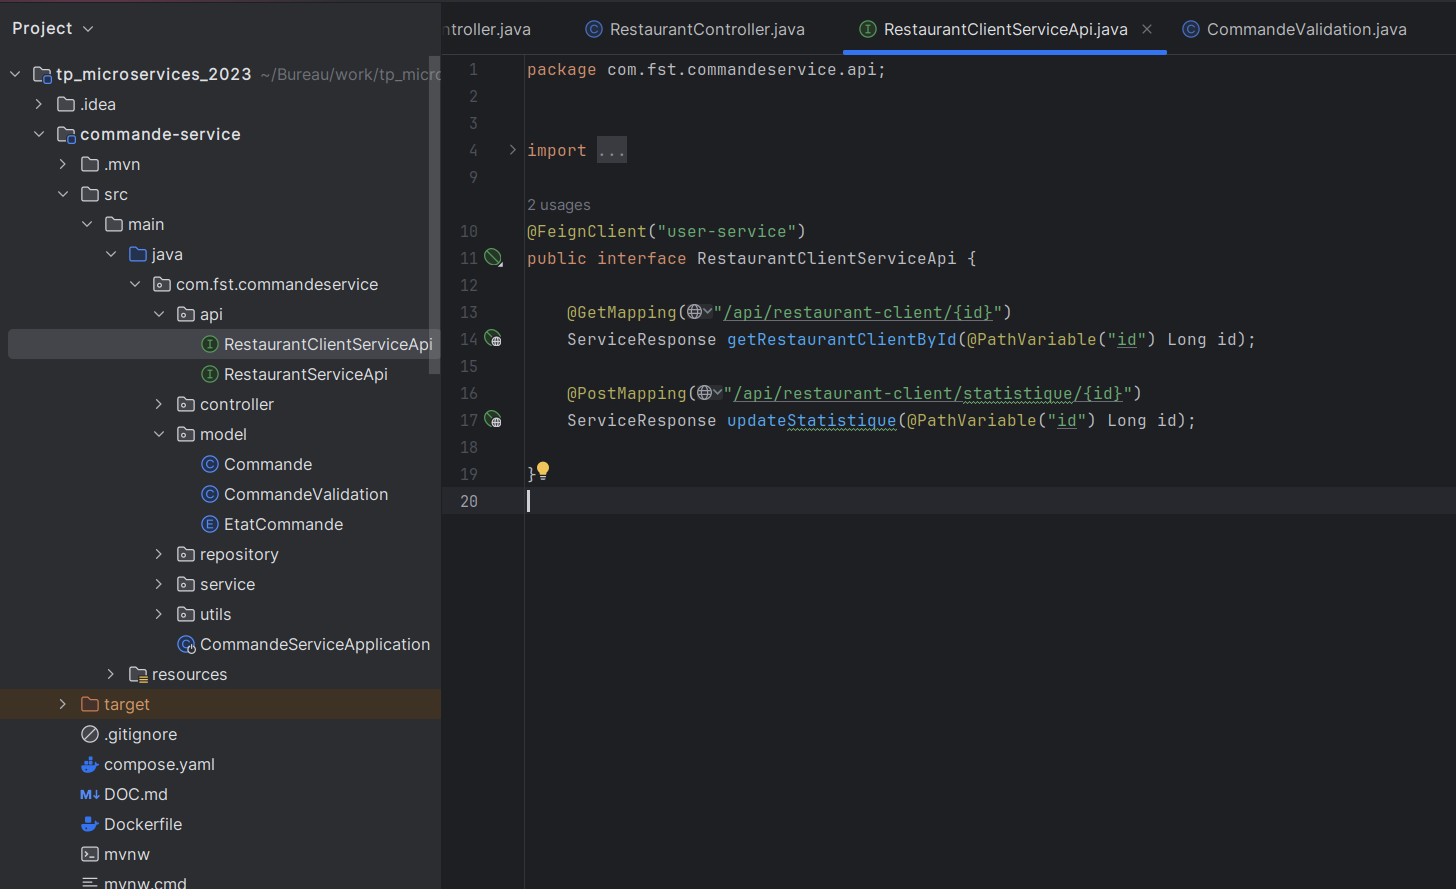 Project
ntroller.java
RestaurantController.java
RestaurantClientServiceApi.java
CommandeValidation.java
tp_microservices_2023 ~/Bureau/work/tp_micro
.idea
commande-service
.mvn
src
main
java
com.fst.commandeservice
api
RestaurantClientServiceApi
RestaurantServiceApi
controller
model
Commande
CommandeValidation
EtatCommande
repository
service
utils
CommandeServiceApplication
resources
target
.gitignore
compose.yaml
DOC.md
Dockerfile
mvnw
mvnw.cmd
1 package com.fst.commandeservice.api;
2
3
4 import ...
9
2 usages
10 @FeignClient("user-service")
11 public interface RestaurantClientServiceApi {
12
13 @GetMapping("/api/restaurant-client/{id}")
14 ServiceResponse getRestaurantClientById(@PathVariable("id") Long id);
15
16 @PostMapping("/api/restaurant-client/statistique/{id}")
17 ServiceResponse updateStatistique(@PathVariable("id") Long id);
18
19 }
20